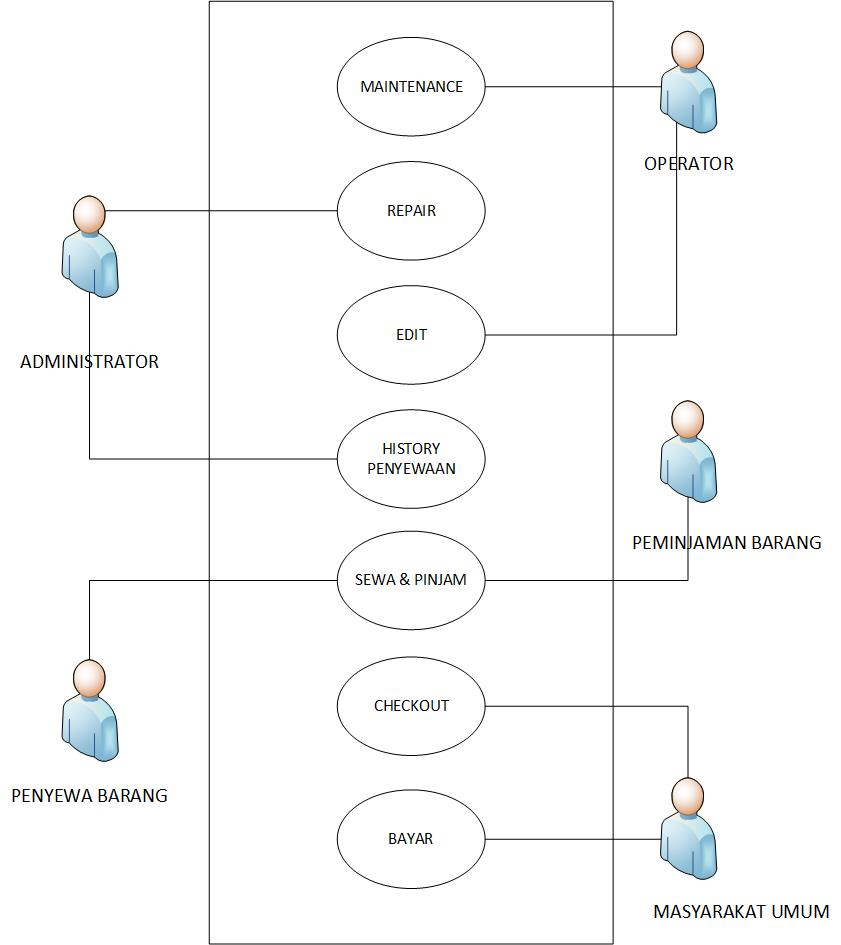 MAINTENANCE
OPERATOR
REPAIR
EDIT
ADMINISTRATOR
HISTORY
PENYEWAAN
PEMINJAMAN BARANG
SEWA & PINJAM
CHECKOUT
PENYEWA BARANG
BAYAR
MASYARAKAT UMUM